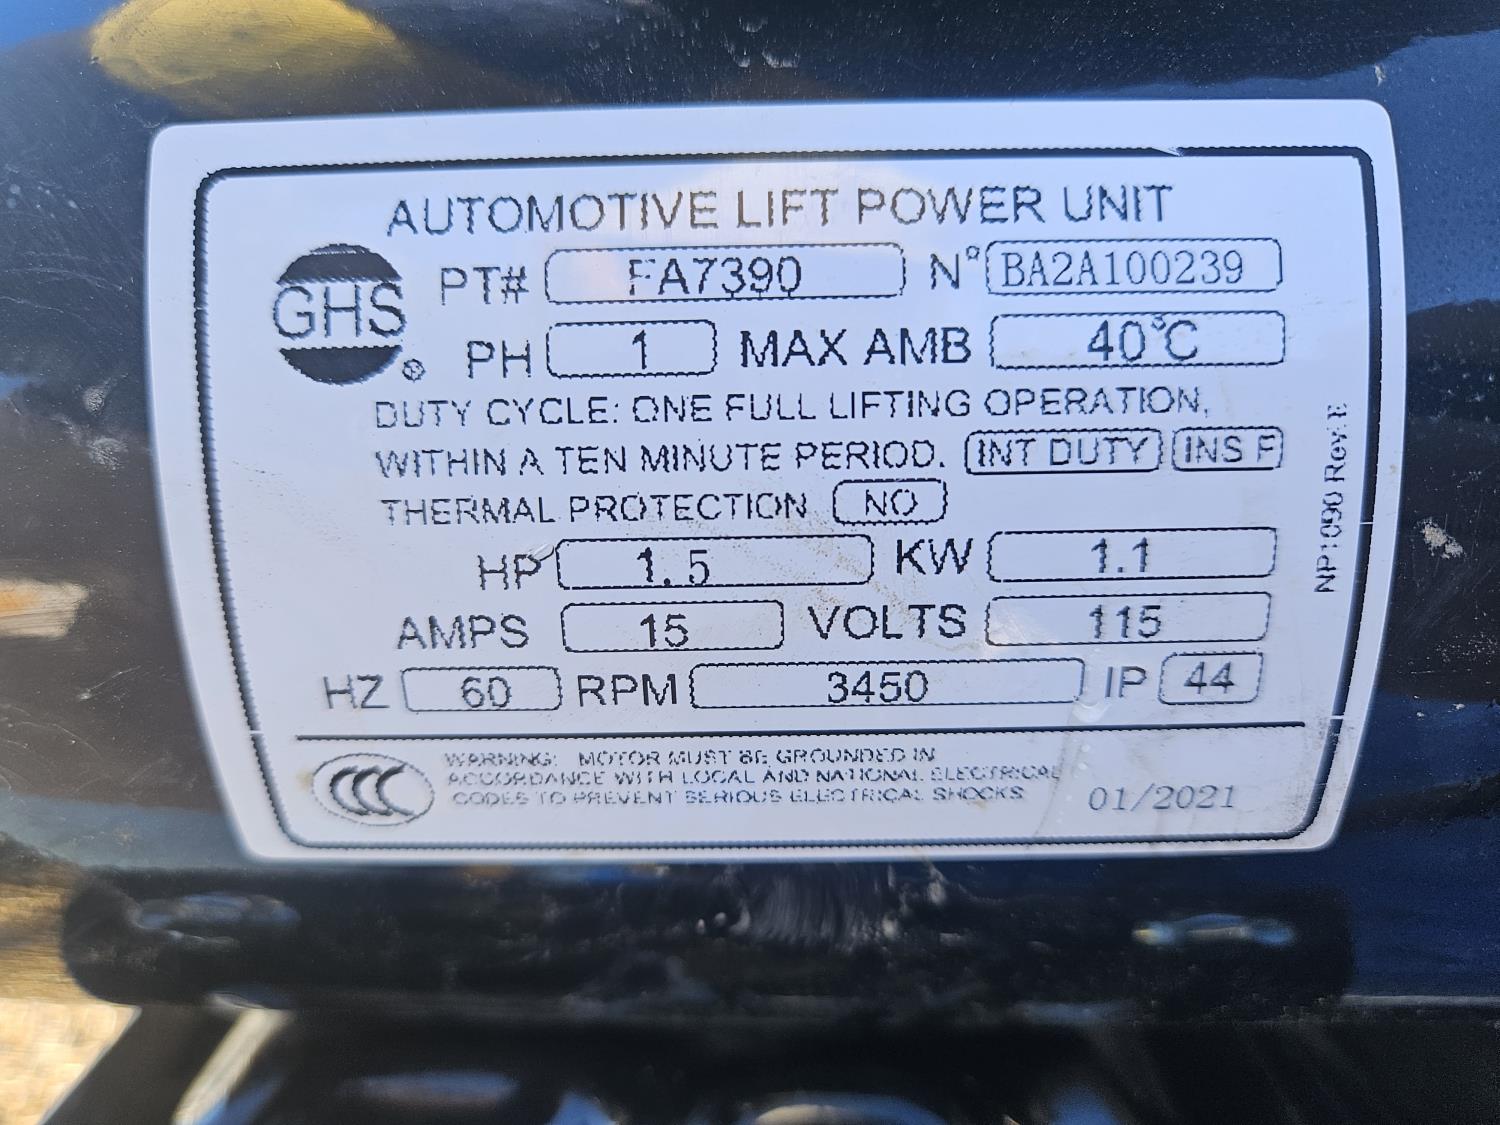 AUTOMOTIVE LIFT POWER UNIT
GHS ® PT# FA7390 N° BA2A100239
PH 1 MAX AMB 40°C
DUTY CYCLE: ONE FULL LIFTING OPERATION,
WITHIN A TEN MINUTE PERIOD. INT DUTY INS F
THERMAL PROTECTION NO
HP 1.5 KW 1.1
AMPS 15 VOLTS 115
HZ 60 RPM 3450 IP 44
NP1090 Rev:E
CCC
WARNING: MOTOR MUST BE GROUNDED IN
ACCORDANCE WITH LOCAL AND NATIONAL ELECTRICAL
CODES TO PREVENT SERIOUS ELECTRICAL SHOCKS
01/2021